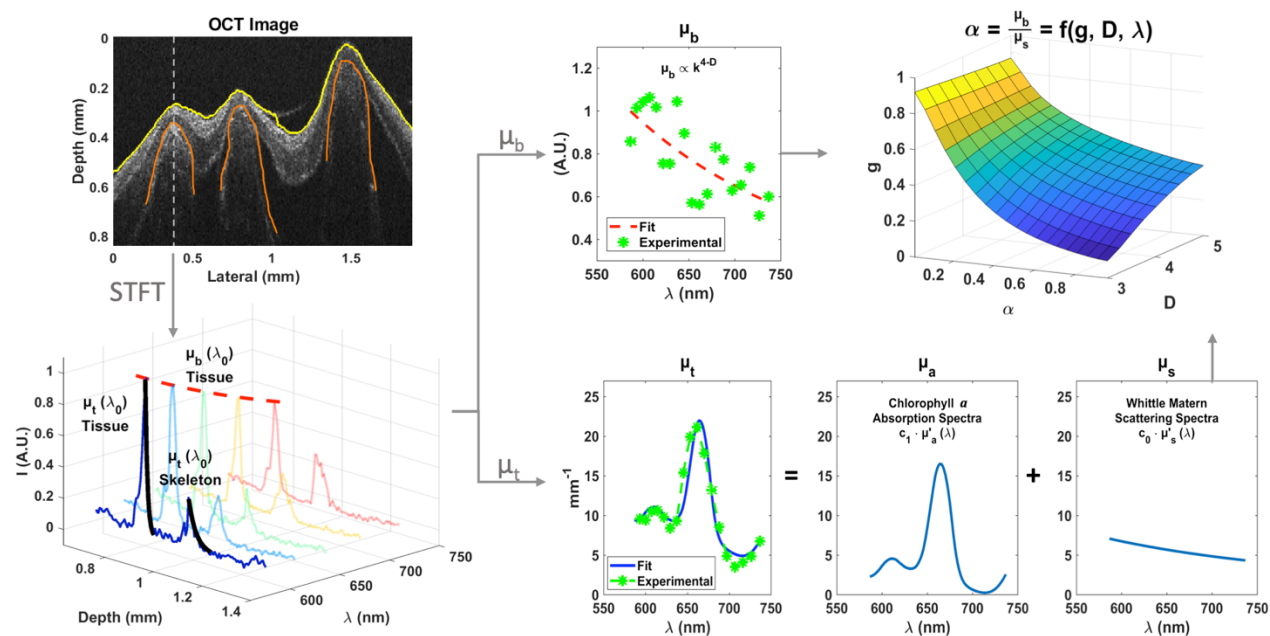 OCT Image
0
0.2
0.4
0.6
0.8
Depth (mm)
0
0.5
1
1.5
Lateral (mm)
STFT
μb (λ0)
Tissue
μt (λ0)
Tissue
μt (λ0)
Skeleton
1
0.8
0.6
0.4
0.2
0
I (A.U.)
0.8
1
1.2
1.4
Depth (mm)
600
650
700
750
λ (nm)
μb
μt
μb
μb ∝ k4-D
1.2
1
0.8
0.6
0.4
(A.U.)
Fit
Experimental
550
600
650
700
750
λ (nm)
α = μb/μs = f(g, D, λ)
1
0.8
0.6
0.4
0.2
0
g
0.2
0.4
0.6
0.8
α
3
4
5
D
μt
25
20
15
10
5
0
mm-1
Fit
Experimental
550
600
650
700
750
λ (nm)
=
μa
Chlorophyll a
Absorption Spectra
c1 · μ'a (λ)
25
20
15
10
5
0
550
600
650
700
750
λ (nm)
+
μs
Whittle Matern
Scattering Spectra
c0 · μ's (λ)
25
20
15
10
5
0
550
600
650
700
750
λ (nm)